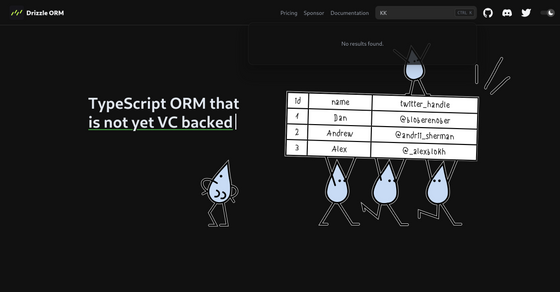 Drizzle ORM
Pricing Sponsor Documentation KK CTRL K
No results found.
TypeScript ORM that
is not yet VC backed
id name twitter_handle
1 Dan @bloberenober
2 Andrew @andrii_sherman
3 Alex @_alexblokh